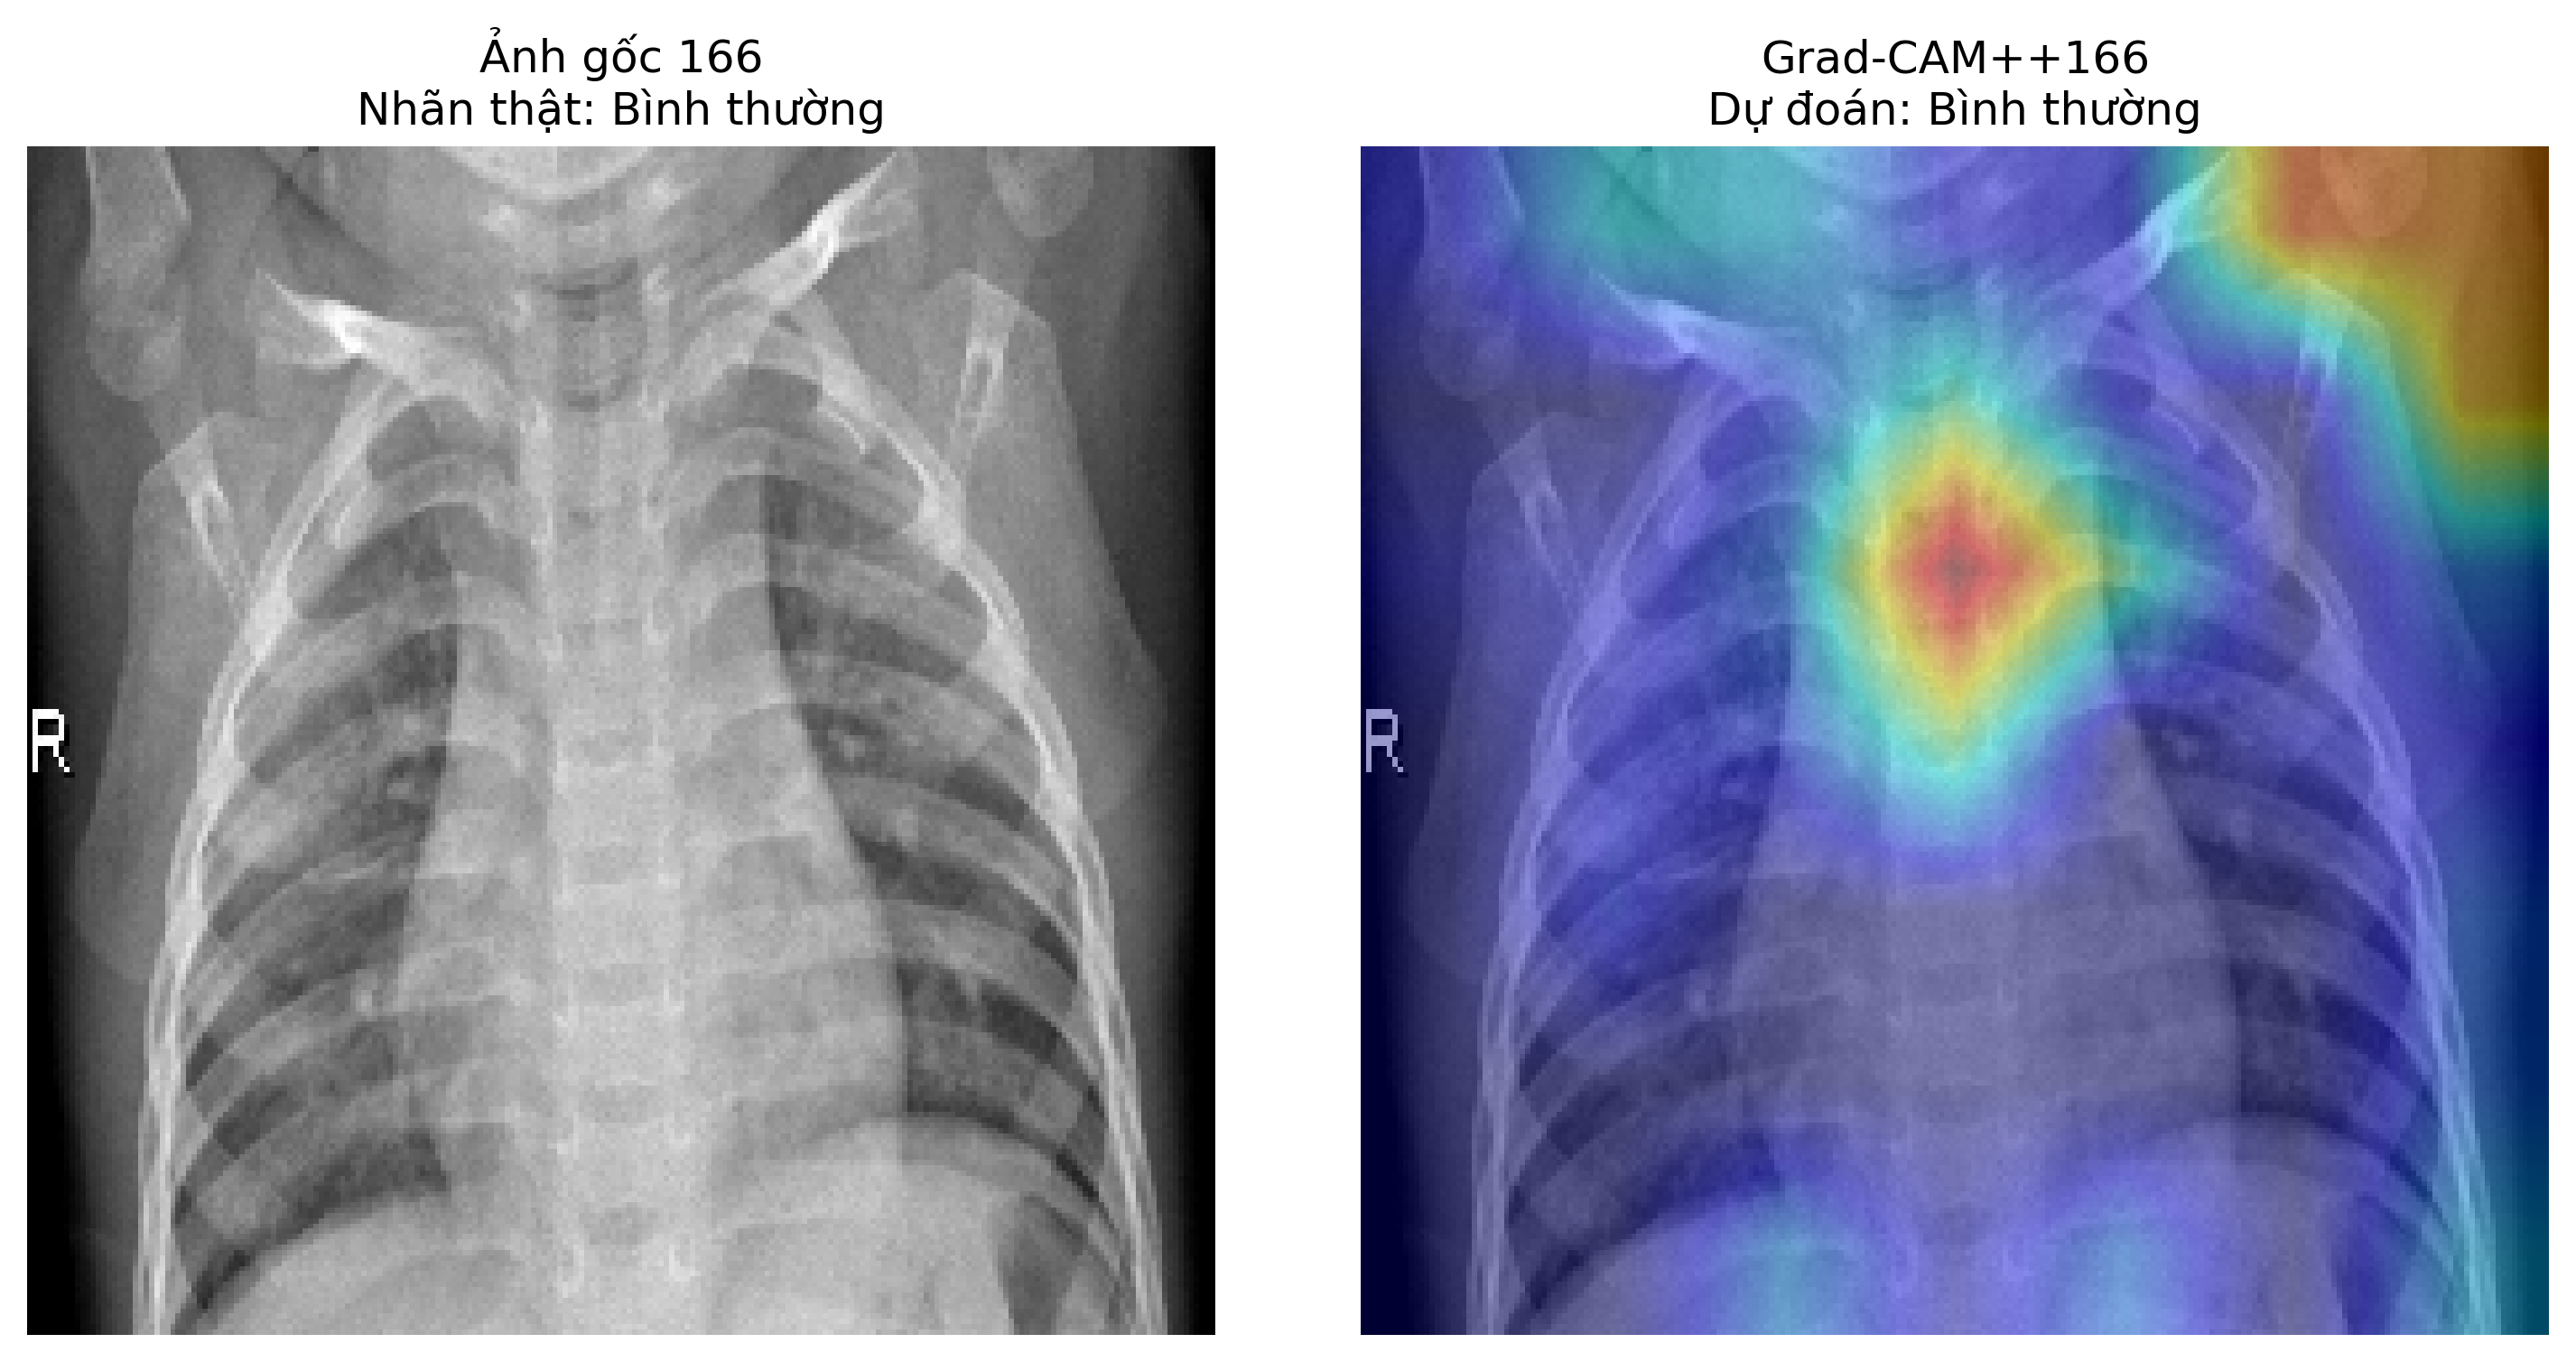 Ảnh gốc 166
Nhãn thật: Bình thường
Grad-CAM++166
Dự đoán: Bình thường
R
R